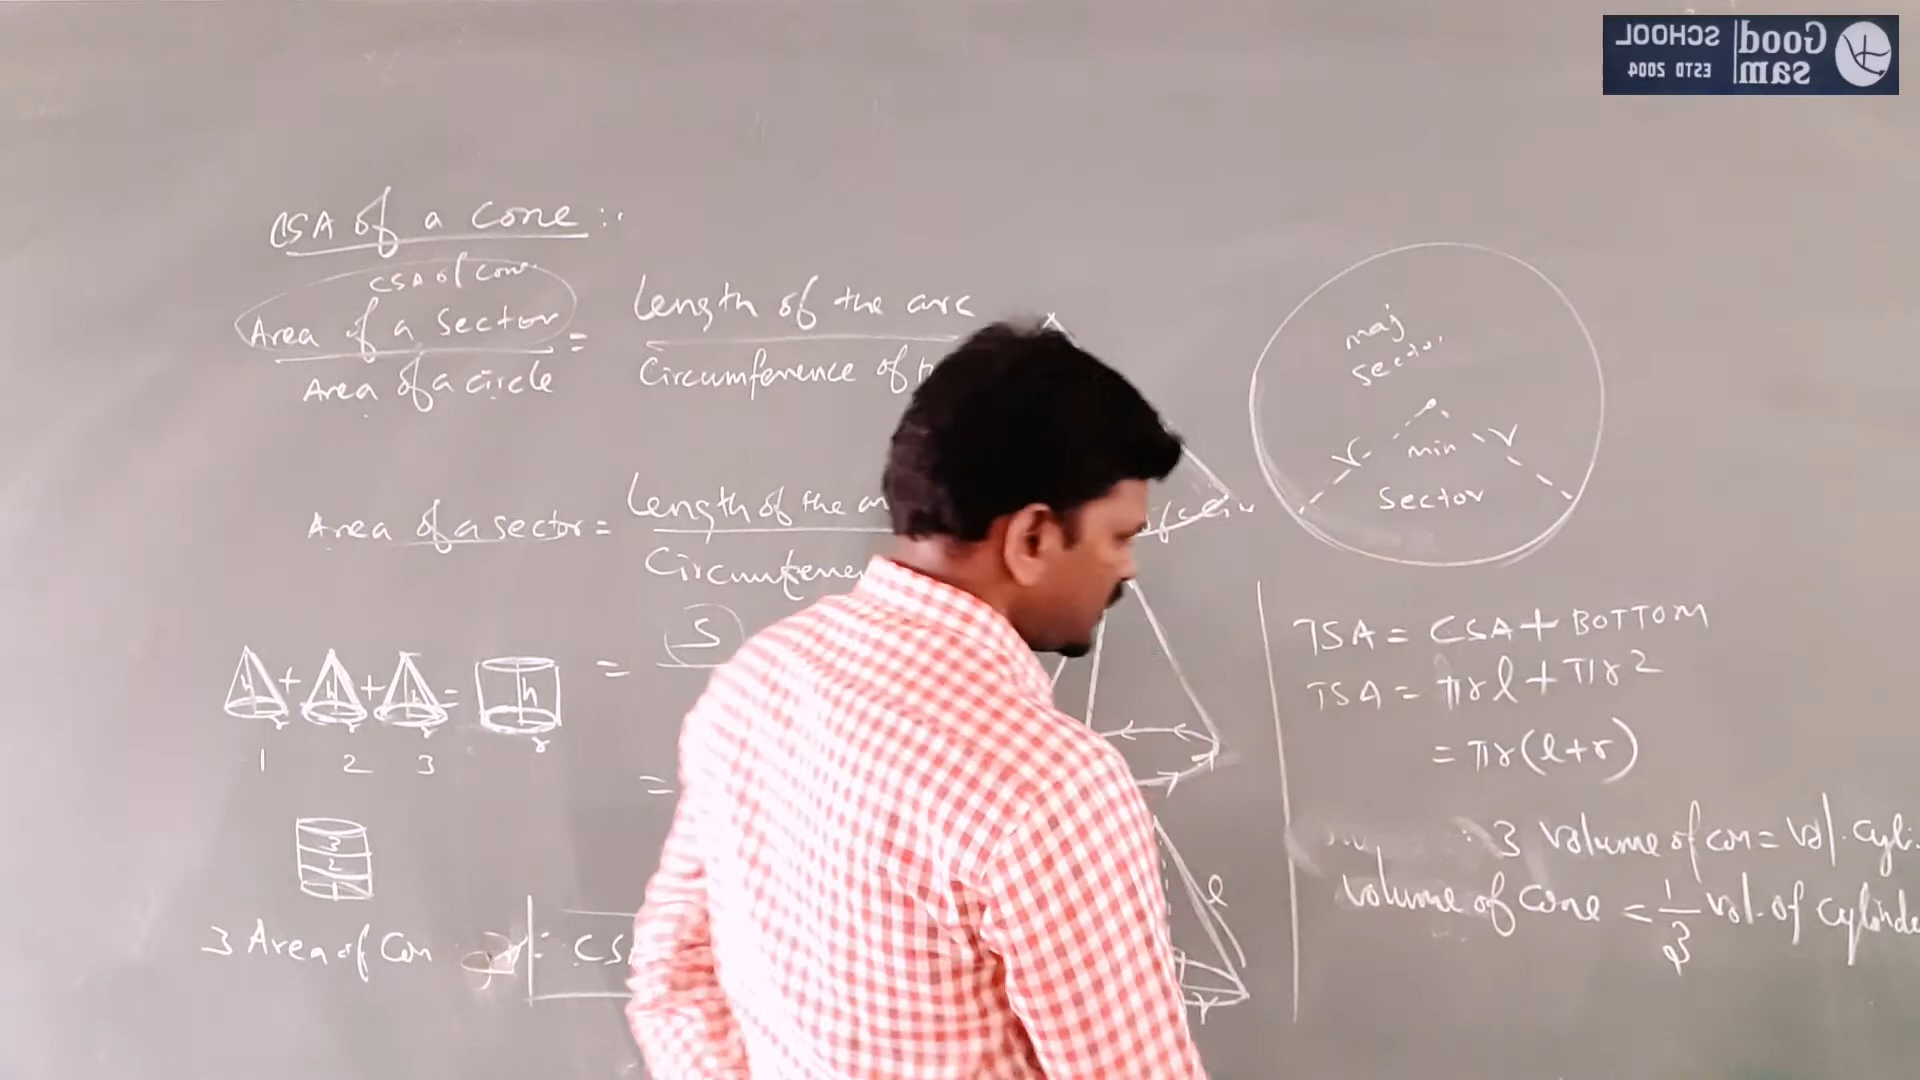 Good sam | SCHOOL
ESTD 2004
CSA of a cone :.
CSA of cone
Area of a sector
Area of a circle
=
Length of the arc
Circumference of
Area of a sector =
Length of the
of circ
h + h + h = h
r r r r
1 2 3
=
S
=
3
2
1
3 Area of Con
CS
l
r
maj
sector
r r
min
sector
TSA = CSA + BOTTOM
TSA = πrl + πr2
= πr(l+r)
3 Volume of con = Vol. Cyli
Volume of Cone = 1/3 Vol. of Cylinde